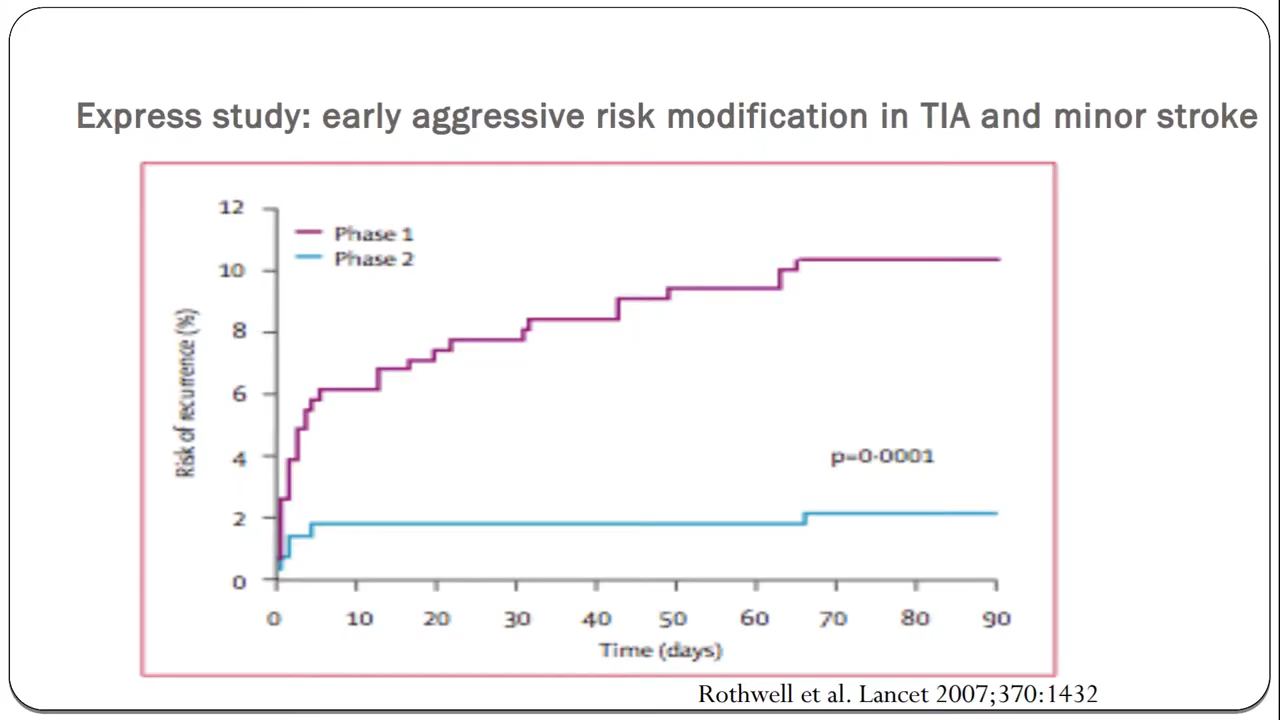 Express study: early aggressive risk modification in TIA and minor stroke
12
Phase 1
Phase 2
10
8
6
4
2
0
Risk of recurrence (%)
p=0·0001
0 10 20 30 40 50 60 70 80 90
Time (days)
Rothwell et al. Lancet 2007;370:1432